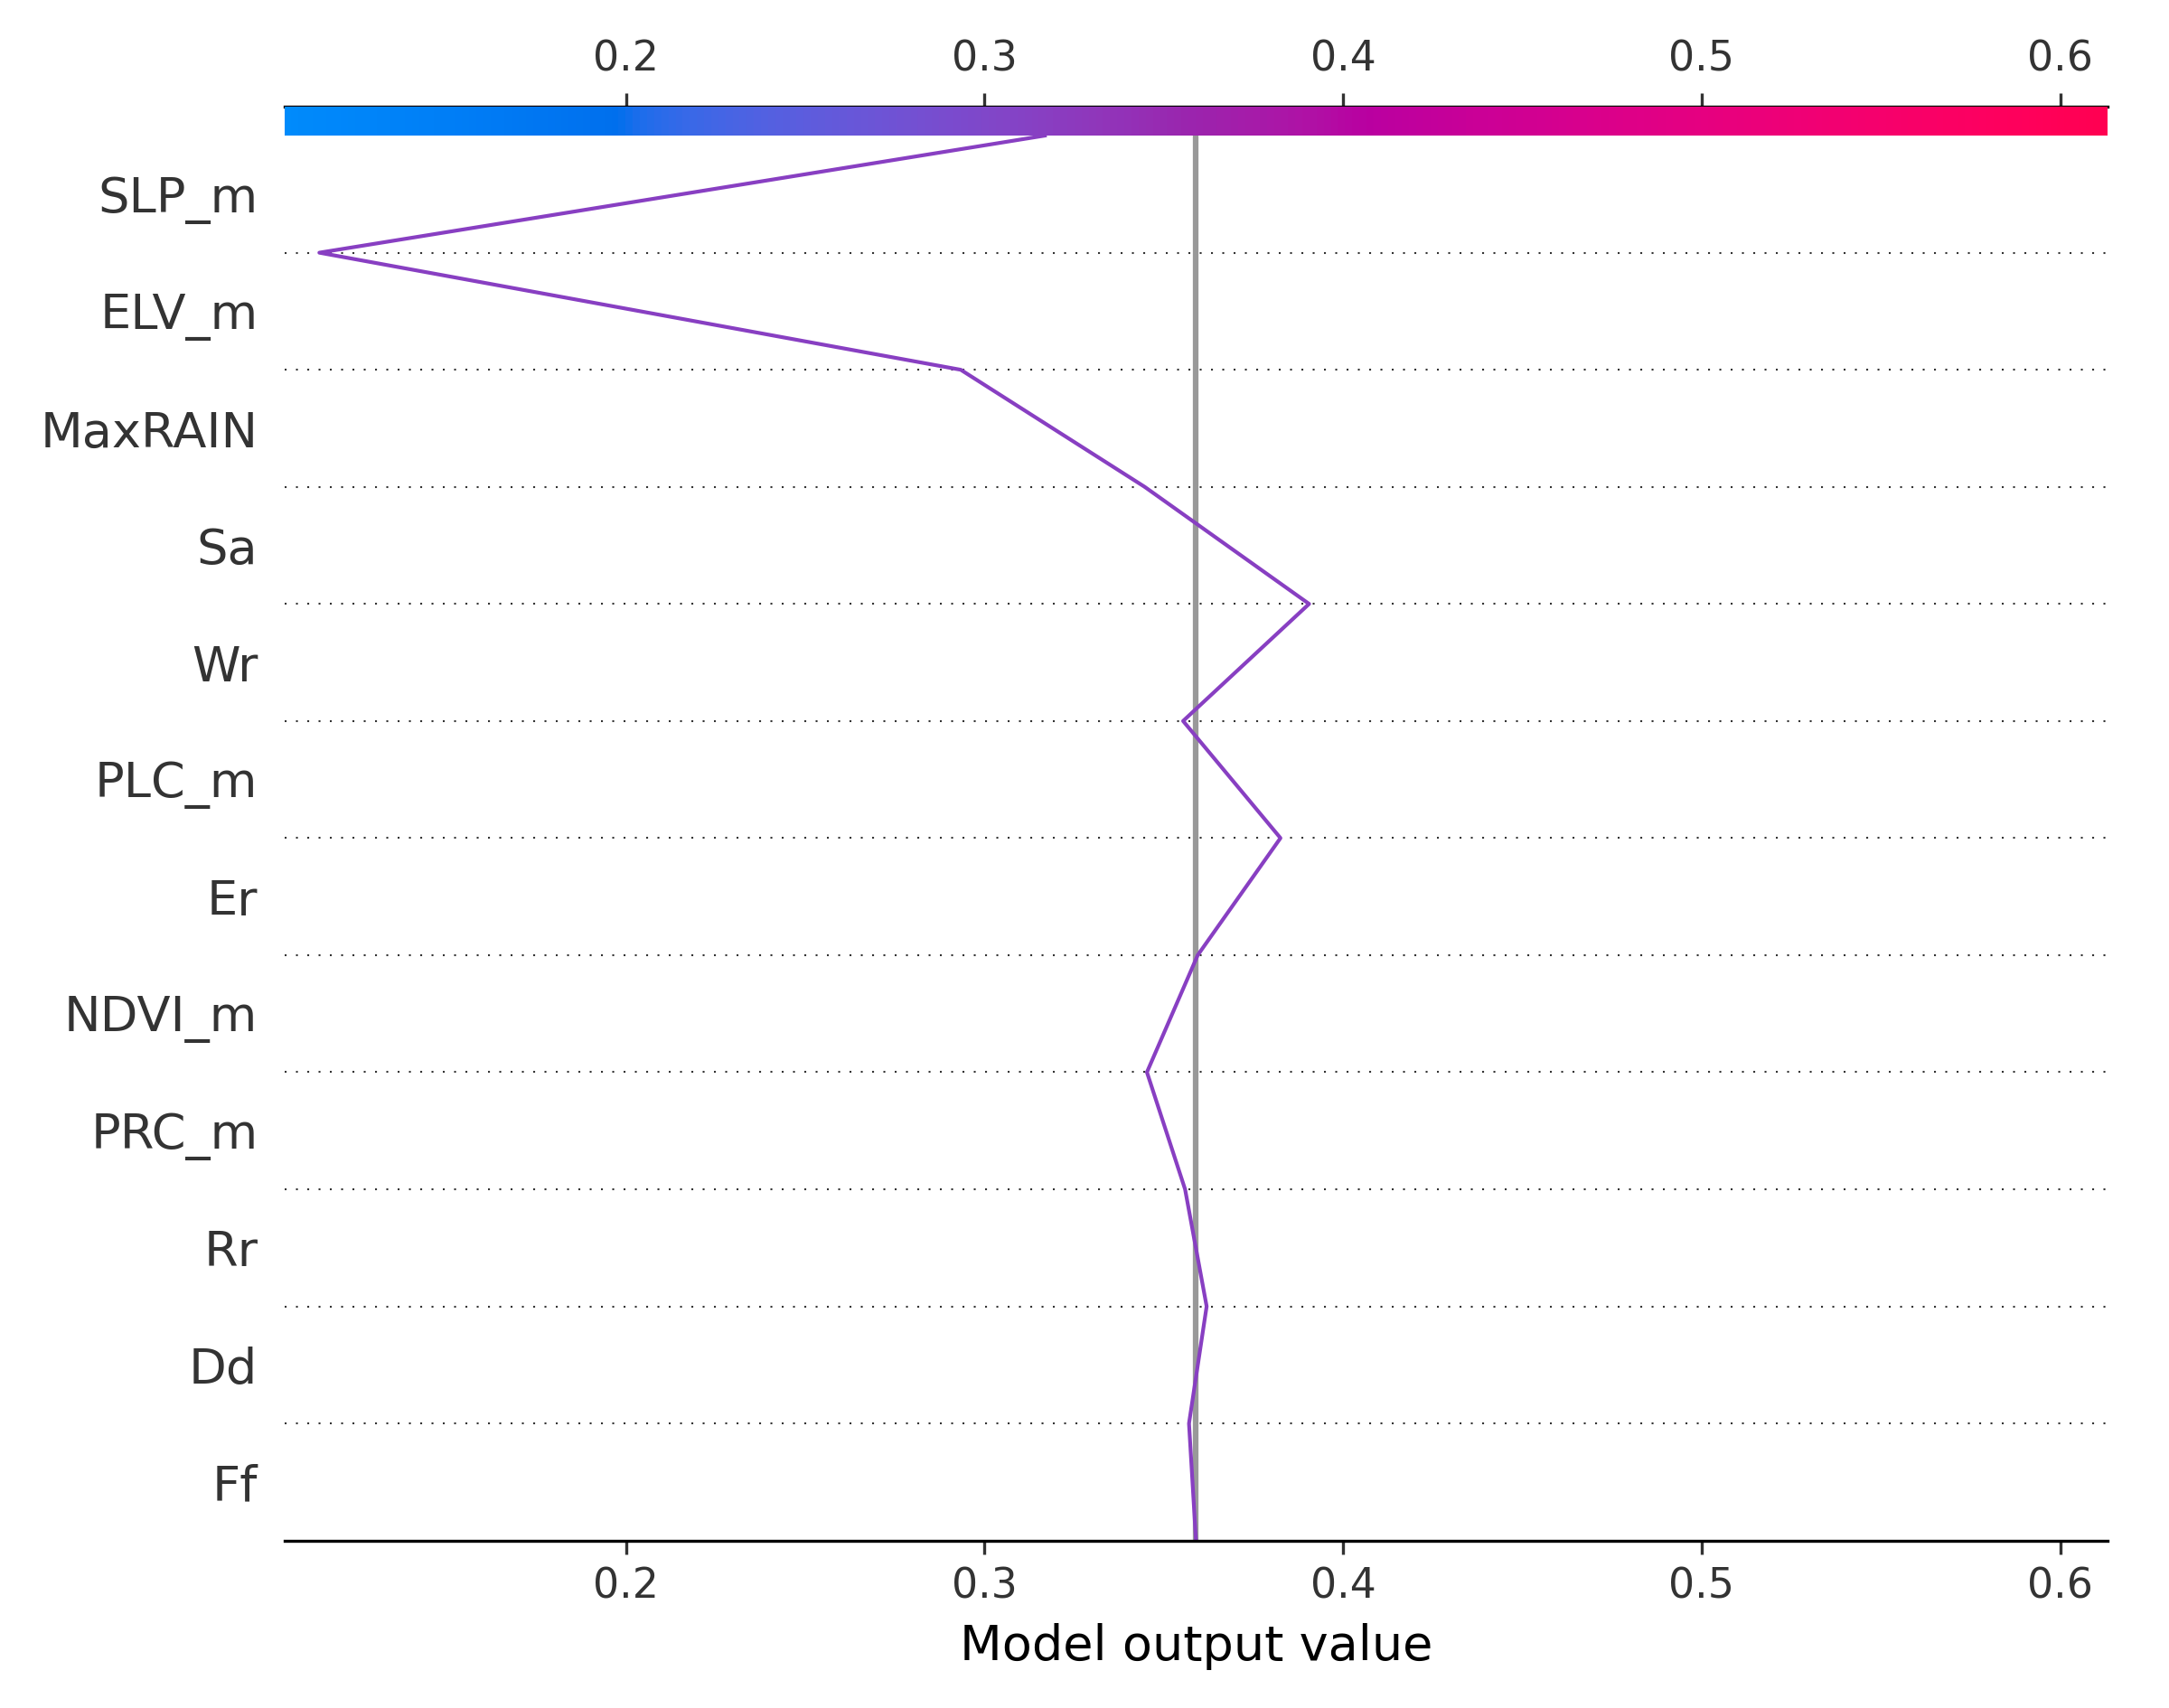 0.2 0.3 0.4 0.5 0.6
SLP_m
ELV_m
MaxRAIN
Sa
Wr
PLC_m
Er
NDVI_m
PRC_m
Rr
Dd
Ff
0.2 0.3 0.4 0.5 0.6
Model output value